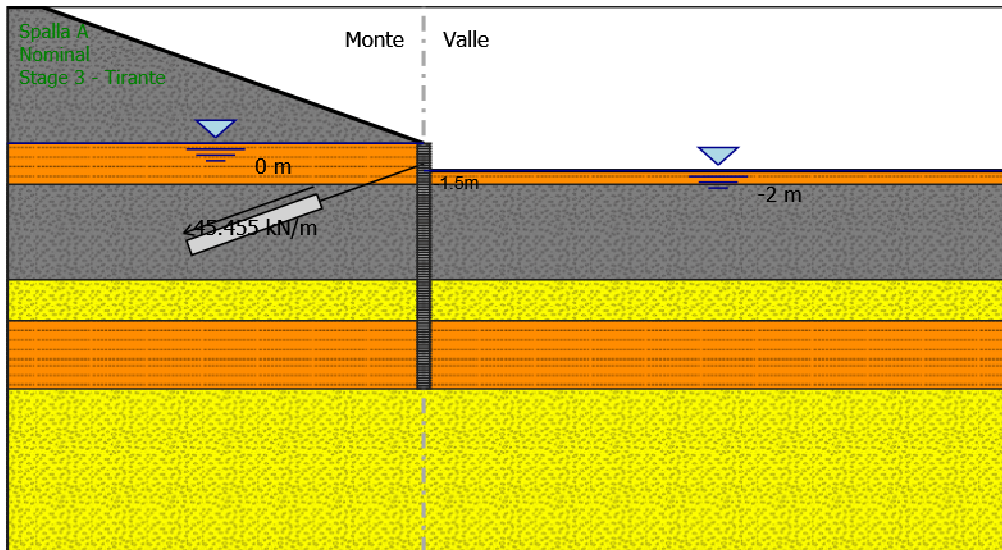 Spalla A
Nominal
Stage 3 - Tirante
Monte
Valle
0 m
-1.5m
-2 m
45.455 kN/m